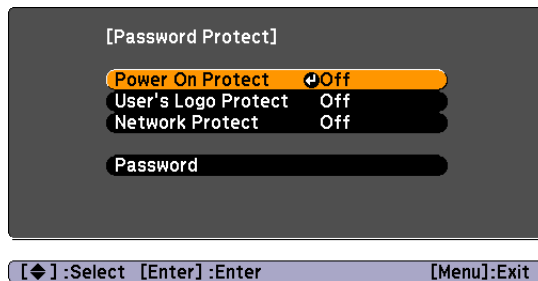 [Password Protect]
Power On Protect Off
User's Logo Protect Off
Network Protect Off
Password
[◆] :Select [Enter] :Enter [Menu]:Exit